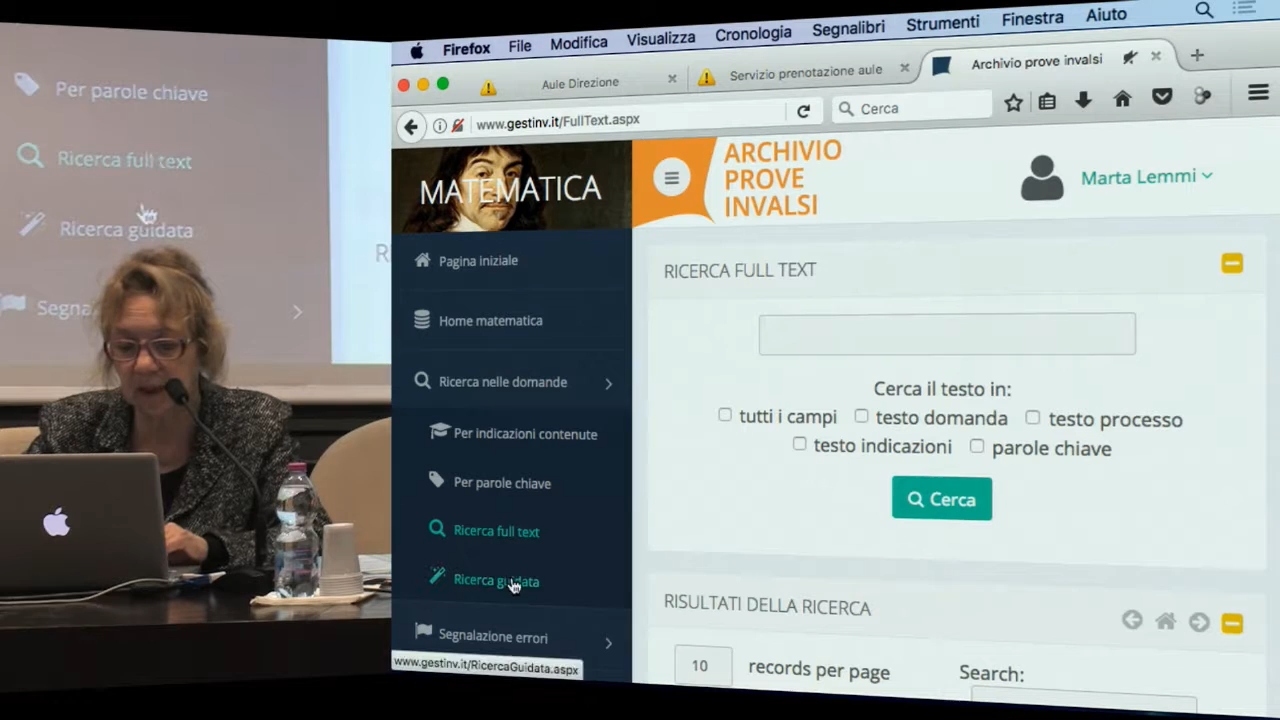 Per parole chiave
Ricerca full text
Ricerca guidata
Segna
R
Firefox File Modifica Visualizza Cronologia Segnalibri Strumenti Finestra Aiuto
Aule Direzione
Servizio prenotazione aule
Archivio prove invalsi
www.gestinv.it/FullText.aspx
Cerca
MATEMATICA
ARCHIVIO
PROVE
INVALSI
Marta Lemmi
Pagina iniziale
Home matematica
Ricerca nelle domande
Per indicazioni contenute
Per parole chiave
Ricerca full text
Ricerca guidata
Segnalazione errori
www.gestinv.it/RicercaGuidata.aspx
RICERCA FULL TEXT
Cerca il testo in:
tutti i campi testo domanda testo processo
testo indicazioni parole chiave
Cerca
RISULTATI DELLA RICERCA
10 records per page
Search: